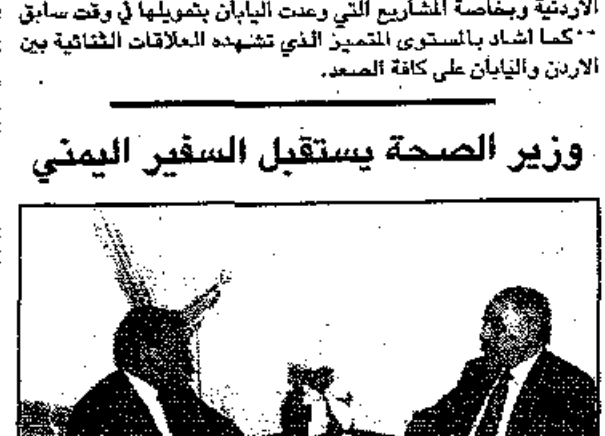 الاردنية وبخاصة المشاريع التي وعدت اليابان بتمويلها في وقت سابق
**كما اشاد بالمستوى المتميز الذي تشهده العلاقات الثنائية بين
الاردن واليابان على كافة الصعد.
وزير الصحة يستقبل السفير اليمني